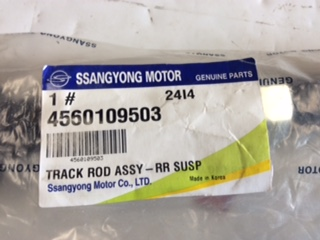 SSANGYONG MOTOR GENUINE PARTS
1 # 2414
4560109503
4560109503
TRACK ROD ASSY-RR SUSP
Ssangyong Motor Co., LTD. Made in Korea